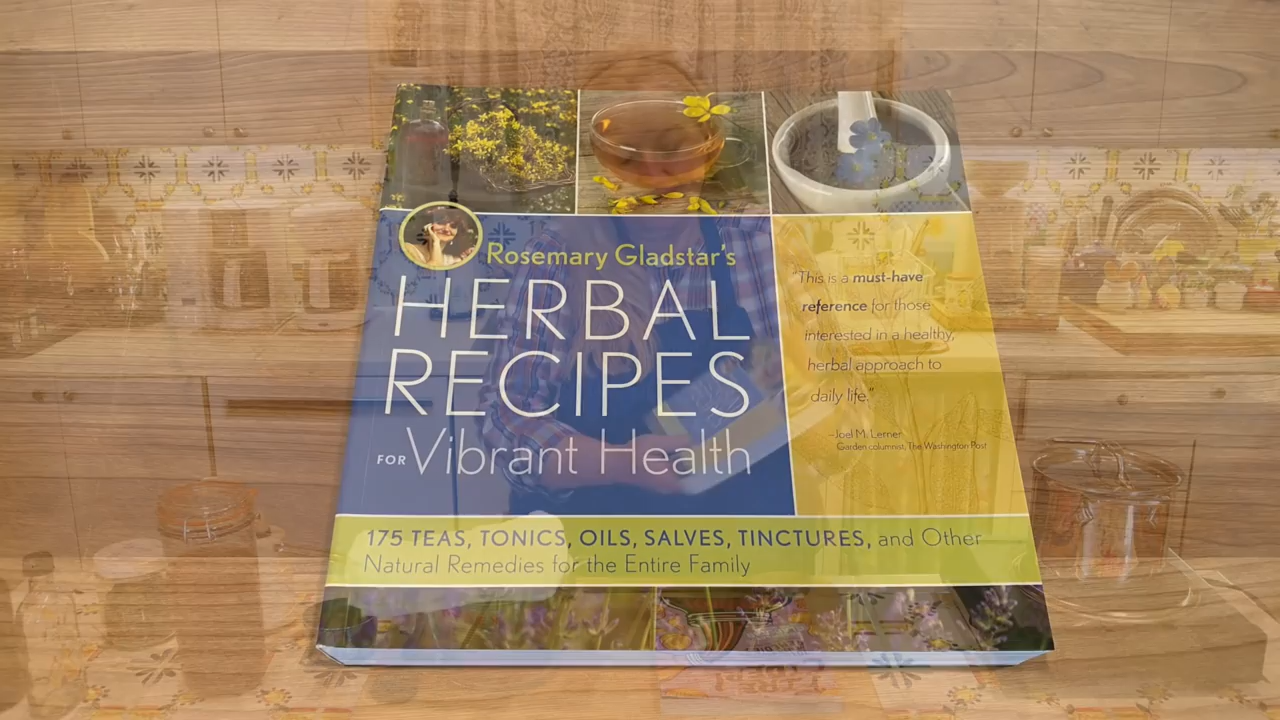 Rosemary Gladstar's
HERBAL
RECIPES
FOR Vibrant Health
"This is a must-have
reference for those
interested in a healthy,
herbal approach to
daily life."
–Joel M. Lerner
Garden columnist, The Washington Post
175 TEAS, TONICS, OILS, SALVES, TINCTURES, and Other
Natural Remedies for the Entire Family